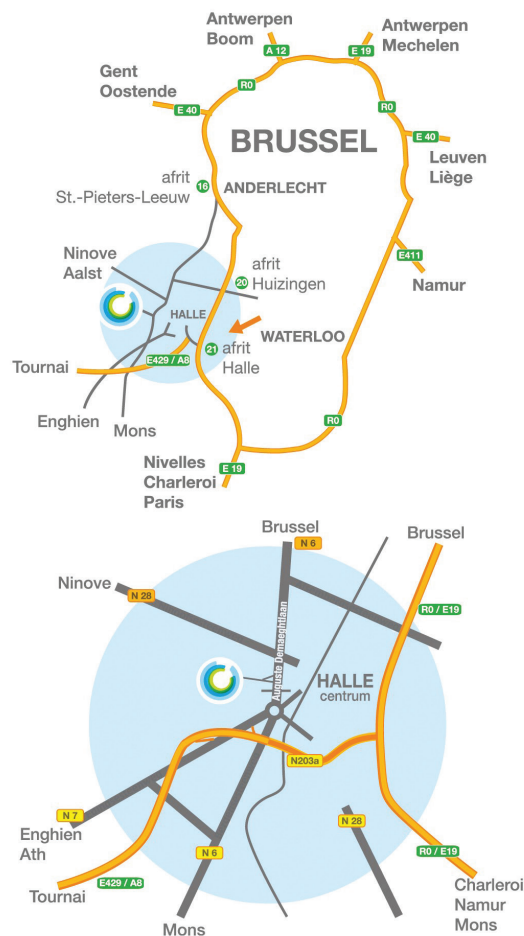 Antwerpen
Boom
Antwerpen
Mechelen
A 12
E 19
Gent
Oostende
R0
R0
E 40
BRUSSEL
E 40
Leuven
Liège
afrit
St.-Pieters-Leeuw
16
ANDERLECHT
Ninove
Aalst
E411
Namur
20
afrit
Huizingen
HALLE
WATERLOO
21
afrit
Halle
Tournai
E429 / A8
Enghien
Mons
R0
Nivelles
Charleroi
Paris
E 19
Brussel
N 6
Brussel
Ninove
N 28
R0 / E19
Auguste Demaeghtlaan
HALLE
centrum
N203a
N 7
Enghien
Ath
N 28
N 6
R0 / E19
Tournai
E429 / A8
Charleroi
Namur
Mons
Mons